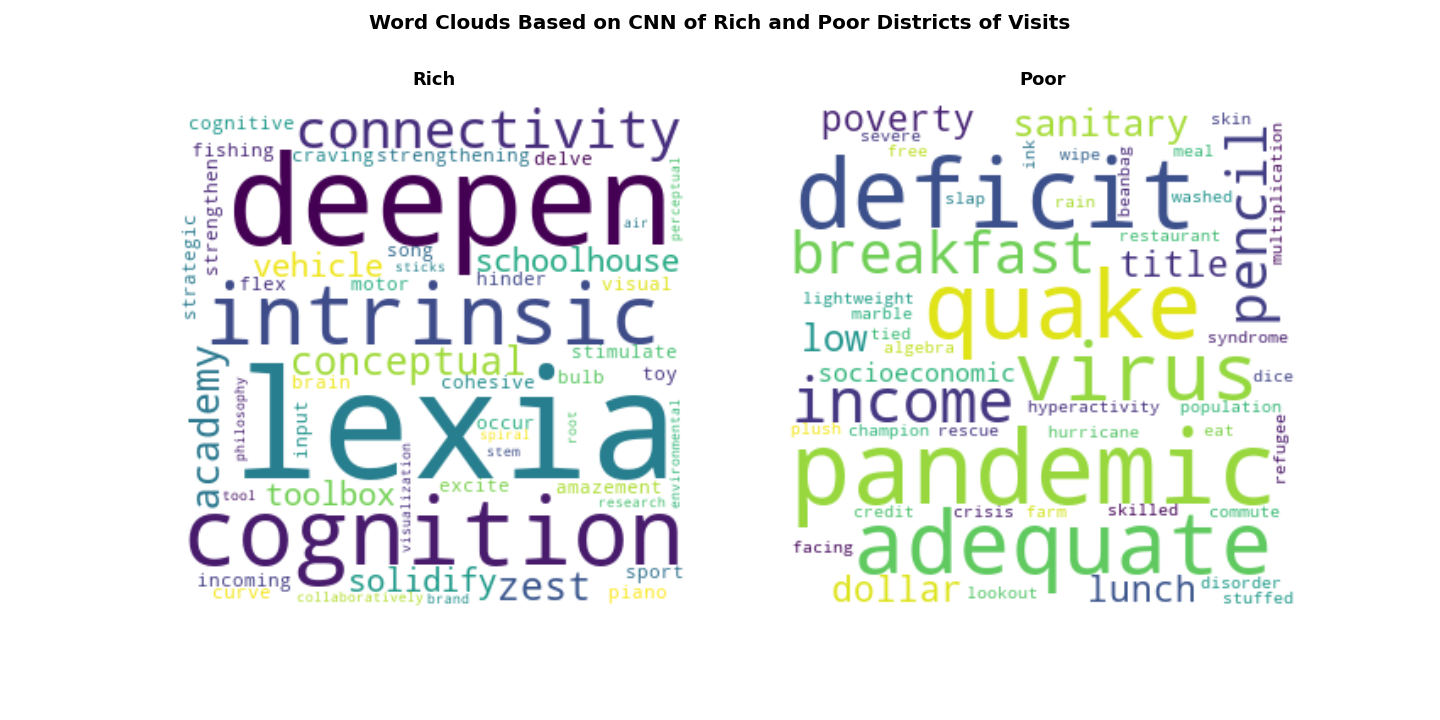 Word Clouds Based on CNN of Rich and Poor Districts of Visits
Rich
cognitive
connectivity
fishing
craving
strengthening
delve
deepen
strengthen
perceptual
air
strategic
song
vehicle
sticks
schoolhouse
flex
motor
hinder
visual
intrinsic
conceptual
stimulate
academy
brain
cohesive
bulb
toy
lexia
philosophy
input
occur
spiral
root
stem
environmental
visualization
tool
toolbox
excite
amazement
research
cognition
incoming
solidify
zest
sport
curve
collaboratively
brand
piano
Poor
poverty
sanitary
skin
severe
free
ink
wipe
meal
pencil
multiplication
deficit
beanbag
slap
rain
washed
breakfast
restaurant
title
quake
lightweight
marble
low
tied
algebra
syndrome
socioeconomic
virus
dice
income
hyperactivity
population
plush
champion
rescue
hurricane
eat
refugee
pandemic
credit
crisis
farm
skilled
commute
facing
adequate
dollar
lookout
lunch
disorder
stuffed